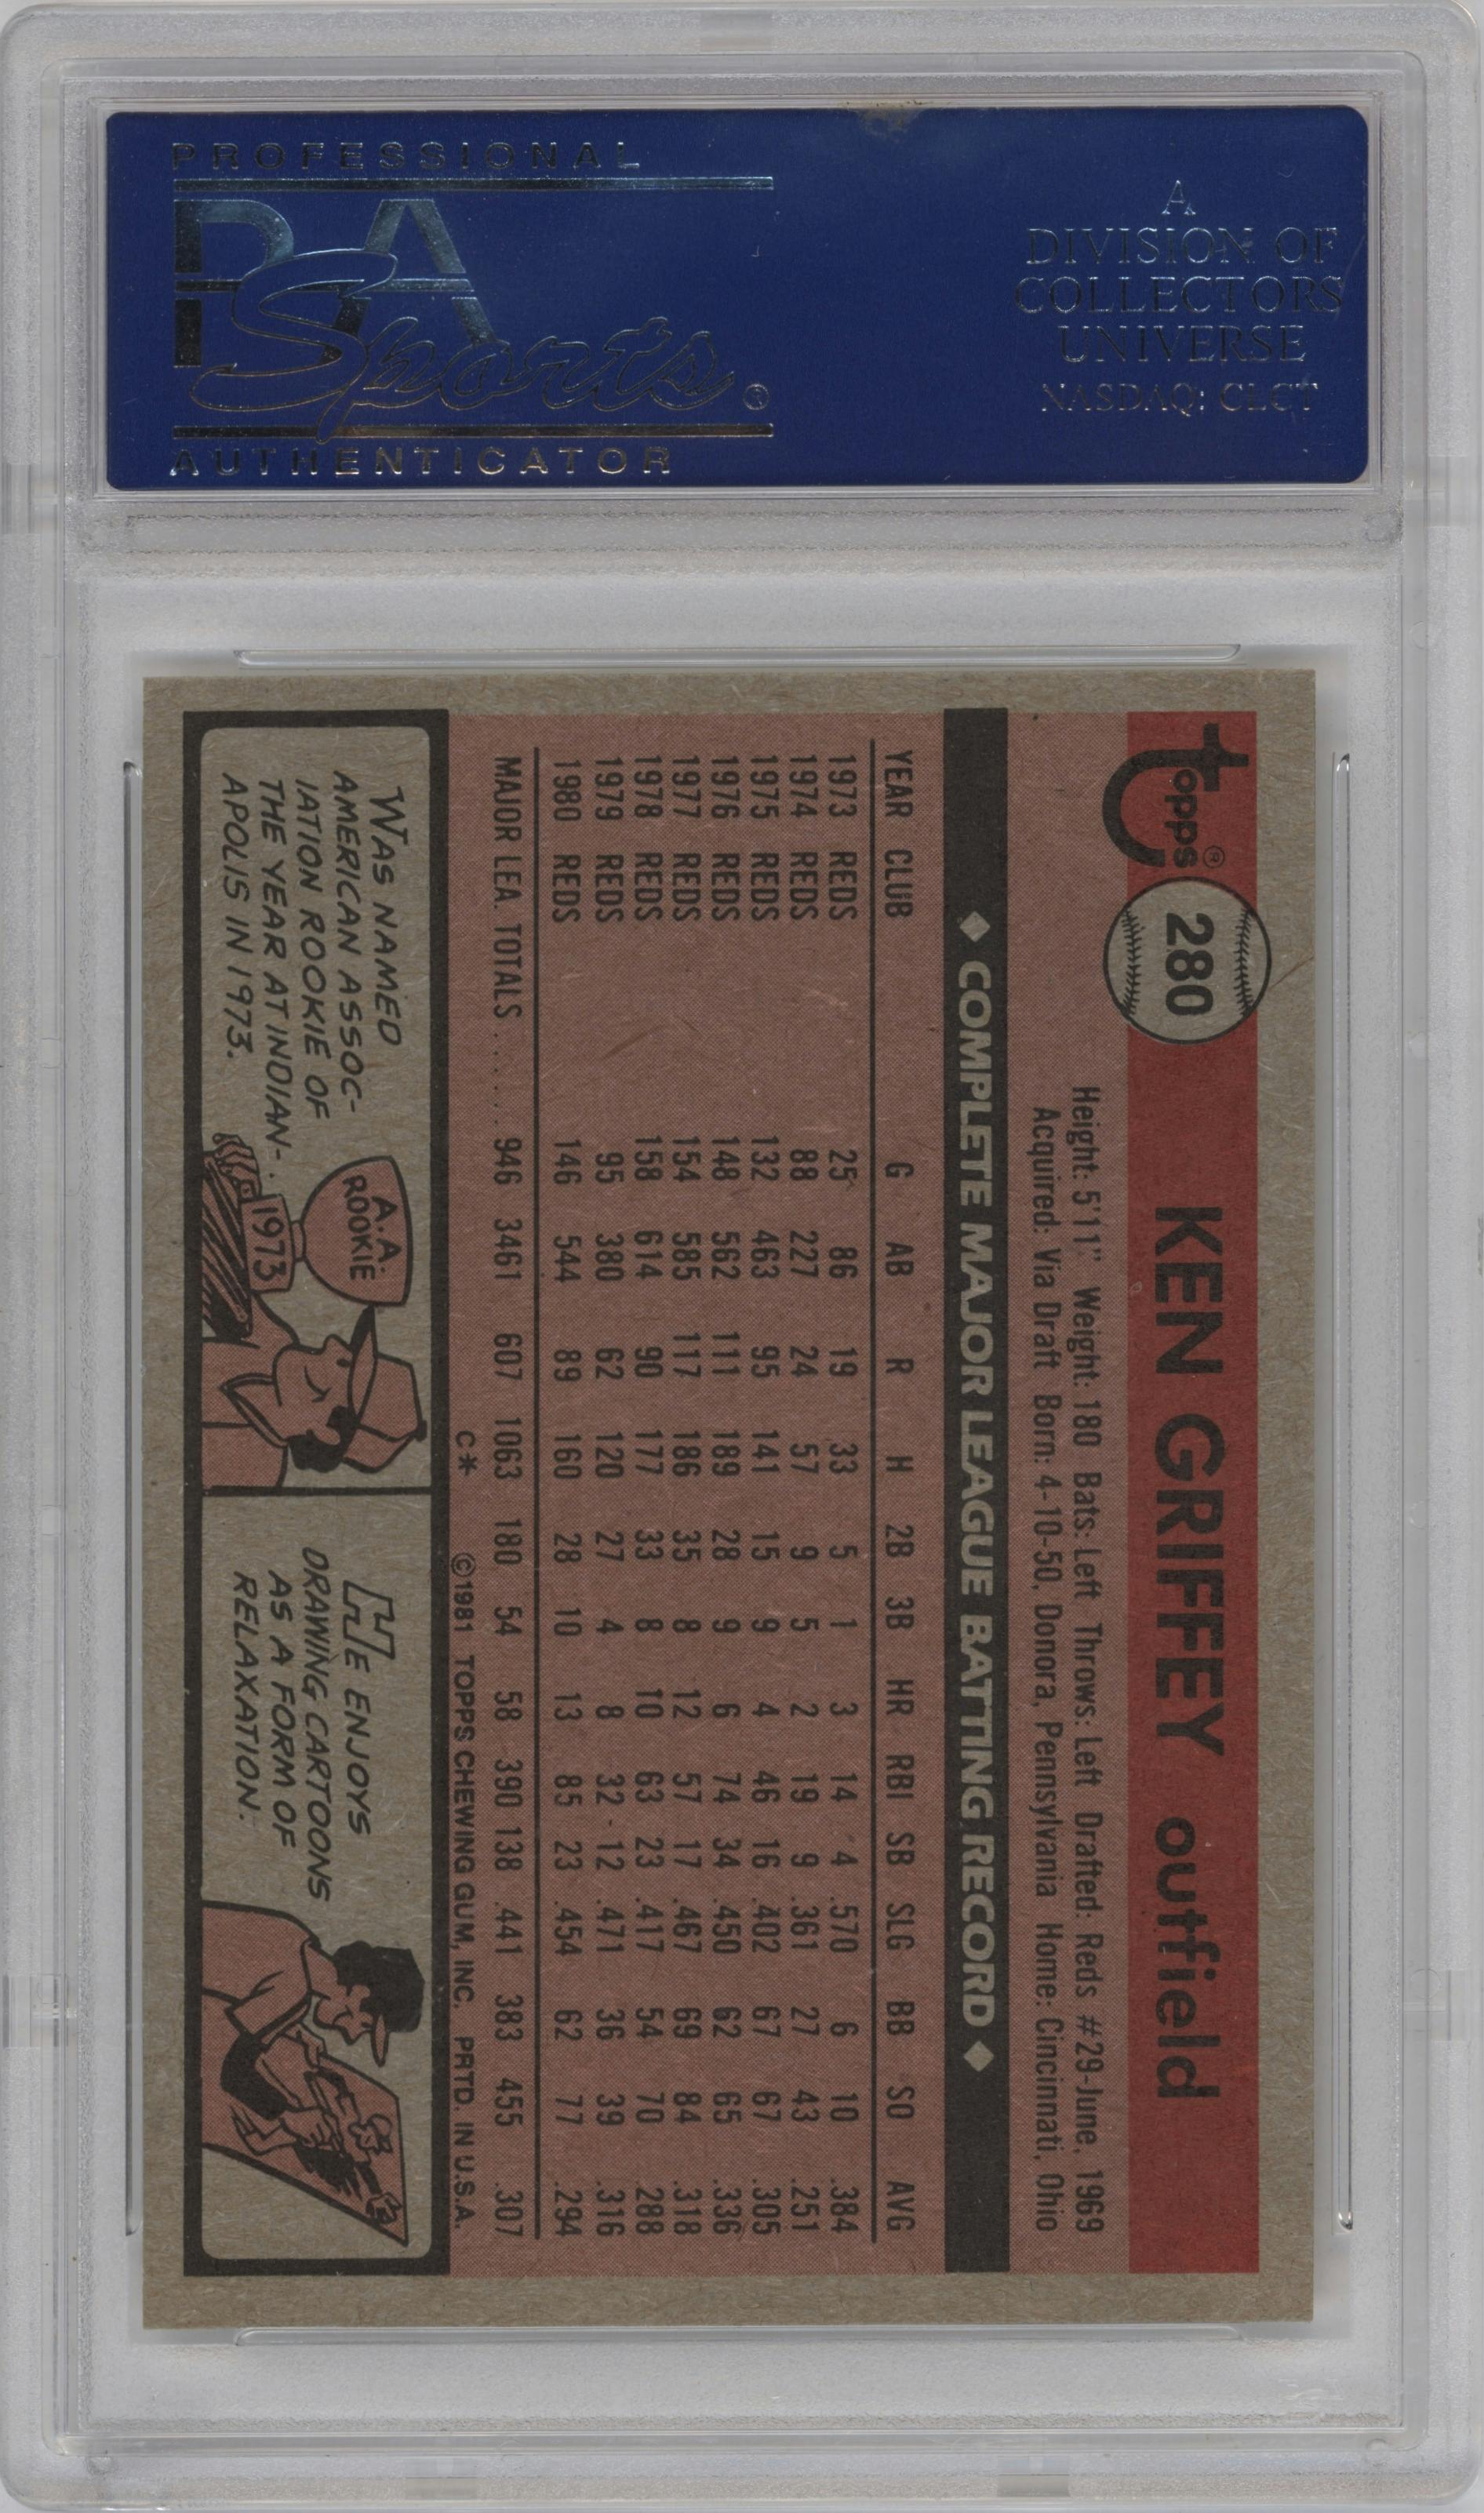 PROFESSIONAL
PSA
Sports®
AUTHENTICATOR
A
DIVISION OF
COLLECTORS
UNIVERSE
NASDAQ: CLCT
topps®
280
KEN GRIFFEY outfield
Height: 5'11" Weight: 180 Bats: Left Throws: Left Drafted: Reds #29-June, 1969
Acquired: Via Draft Born: 4-10-50, Donora, Pennsylvania Home: Cincinnati, Ohio
◆ COMPLETE MAJOR LEAGUE BATTING RECORD ◆
YEAR CLUB G AB R H 2B 3B HR RBI SB SLG BB SO AVG
1973 REDS 25 86 19 33 5 1 3 14 4 .570 6 10 .384
1974 REDS 88 227 24 57 9 5 2 19 9 .361 27 43 .251
1975 REDS 132 463 95 141 15 9 4 46 16 .402 67 67 .305
1976 REDS 148 562 111 189 28 9 6 74 34 .450 62 65 .336
1977 REDS 154 585 117 186 35 8 12 57 17 .467 69 84 .318
1978 REDS 158 614 90 177 33 8 10 63 23 .417 54 70 .288
1979 REDS 95 380 62 120 27 4 8 32 12 .471 36 39 .316
1980 REDS 146 544 89 160 28 10 13 85 23 .454 62 77 .294
MAJOR LEA. TOTALS ...... 946 3461 607 1063 180 54 58 390 138 .441 383 455 .307
C* ©1981 TOPPS CHEWING GUM, INC. PRTD. IN U.S.A.
WAS NAMED
AMERICAN ASSOC-
IATION ROOKIE OF
THE YEAR AT INDIAN-
APOLIS IN 1973.
A.A.
ROOKIE
1973
HE ENJOYS
DRAWING CARTOONS
AS A FORM OF
RELAXATION.